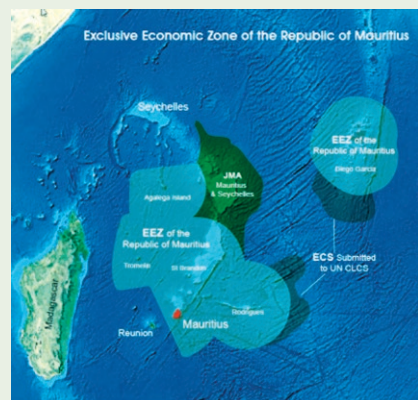 Exclusive Economic Zone of the Republic of Mauritius
Seychelles
EEZ of the
Republic of Mauritius
Diego Garcia
JMA
Mauritius
& Seychelles
Agalega Island
EEZ of the
Republic of Mauritius
Tromelin
St Brandon
ECS Submitted
to UN CLCS
Rodrigues
Mauritius
Reunion
Madagascar